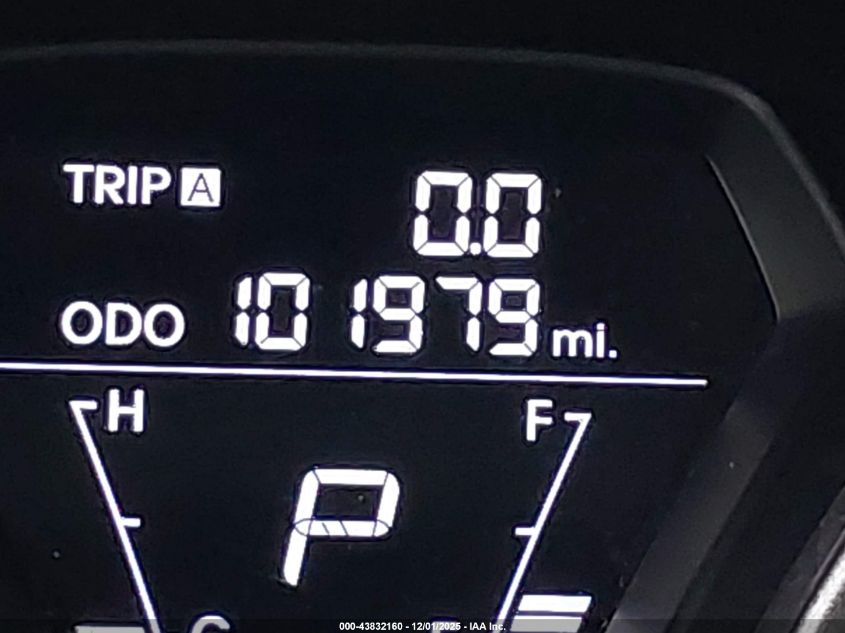 TRIP A 0.0
ODO 101979 mi.
H F
P
C
000-43832160 - 12/01/2025 - IAA Inc.